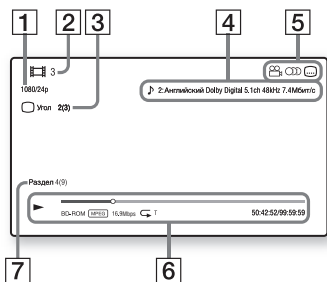 1 2 3 4 5
3
1080/24p
♪ 2:Английский Dolby Digital 5.1ch 48kHz 7.4Мбит/с
Угол 2(3)
Раздел 4(9)
BD-ROM MPEG 16.9Mbps T 50:42:52/99:59:59
7 6